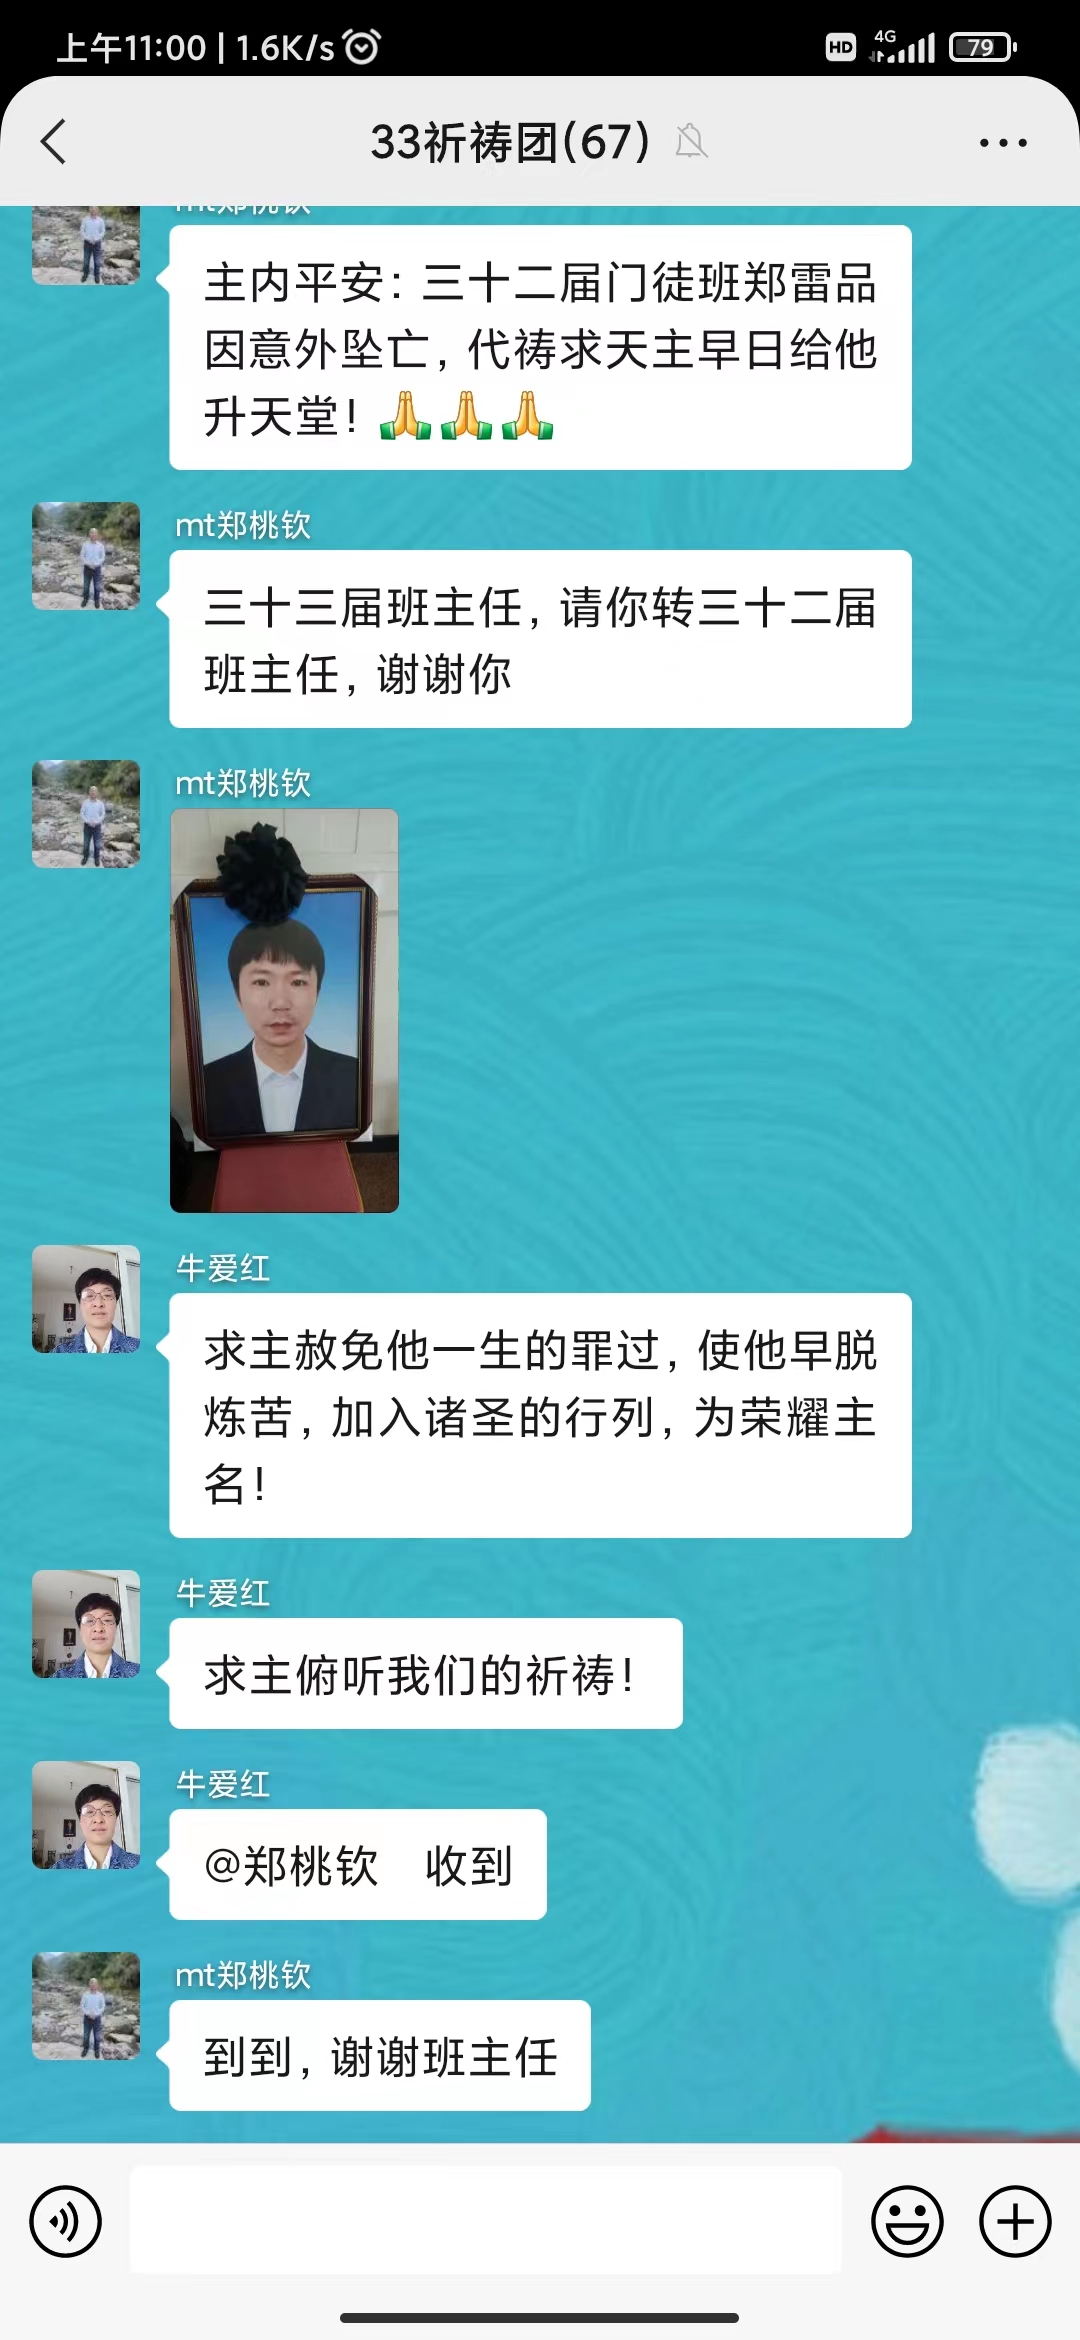 上午11:00 | 1.6K/s
HD 4G 79
33祈祷团(67)
mt郑桃钦
主内平安：三十二届门徒班郑雷品
因意外坠亡，代祷求天主早日给他
升天堂！🙏🙏🙏
mt郑桃钦
三十三届班主任，请你转三十二届
班主任，谢谢你
mt郑桃钦
牛爱红
求主赦免他一生的罪过，使他早脱
炼苦，加入诸圣的行列，为荣耀主
名！
牛爱红
求主俯听我们的祈祷！
牛爱红
@郑桃钦 收到
mt郑桃钦
到到，谢谢班主任